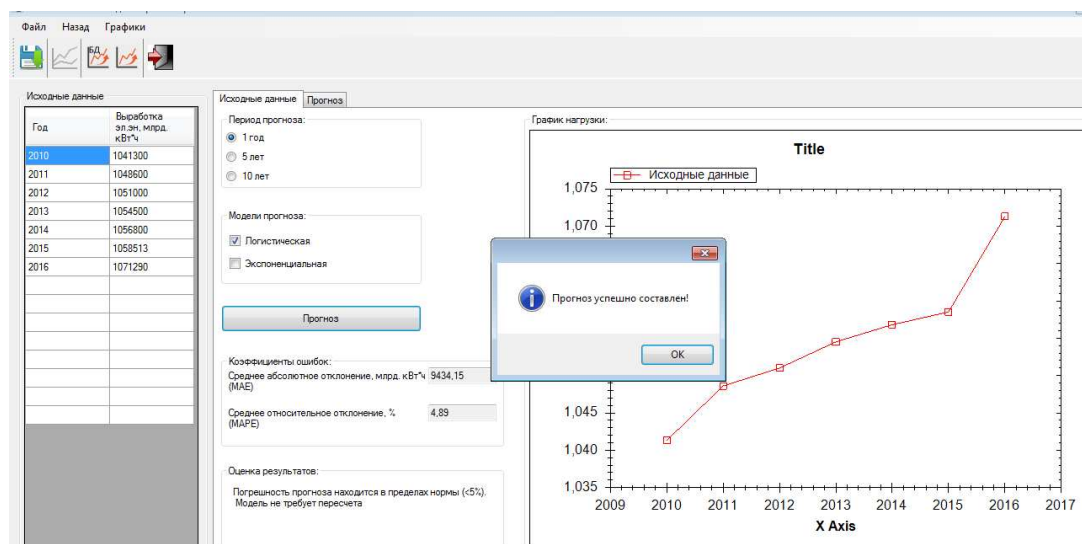 Файл Назад Графики
БД
Исходные данные
Год
Выработка
эл.эн, млрд.
кВт*ч
2010 1041300
2011 1048600
2012 1051000
2013 1054500
2014 1056800
2015 1058513
2016 1071290
Исходные данные Прогноз
Период прогноза:
1 год
5 лет
10 лет
Модели прогноза:
Логистическая
Экспоненциальная
Прогноз
Коэффициенты ошибок:
Среднее абсолютное отклонение, млрд. кВт*ч 9434,15
(MAE)
Среднее относительное отклонение, % 4,89
(MAPE)
Оценка результатов:
Погрешность прогноза находится в пределах нормы (<5%).
Модель не требует пересчета
График нагрузки:
Title
Исходные данные
1,075
1,070
1,045
1,040
1,035
2009 2010 2011 2012 2013 2014 2015 2016 2017
X Axis
Прогноз успешно составлен!
OK